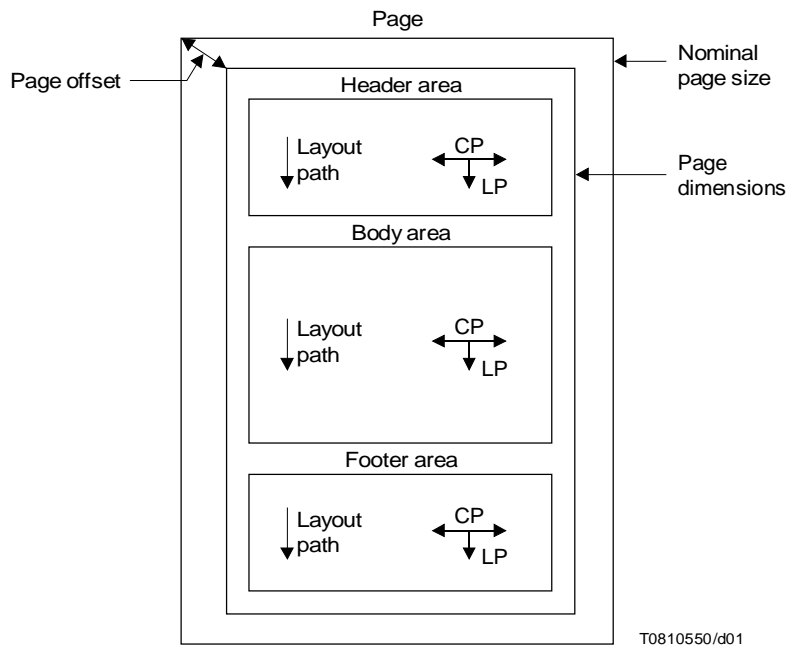 Page
Nominal
page size
Page offset
Header area
Layout
path
CP
LP
Page
dimensions
Body area
Layout
path
CP
LP
Footer area
Layout
path
CP
LP
T0810550/d01